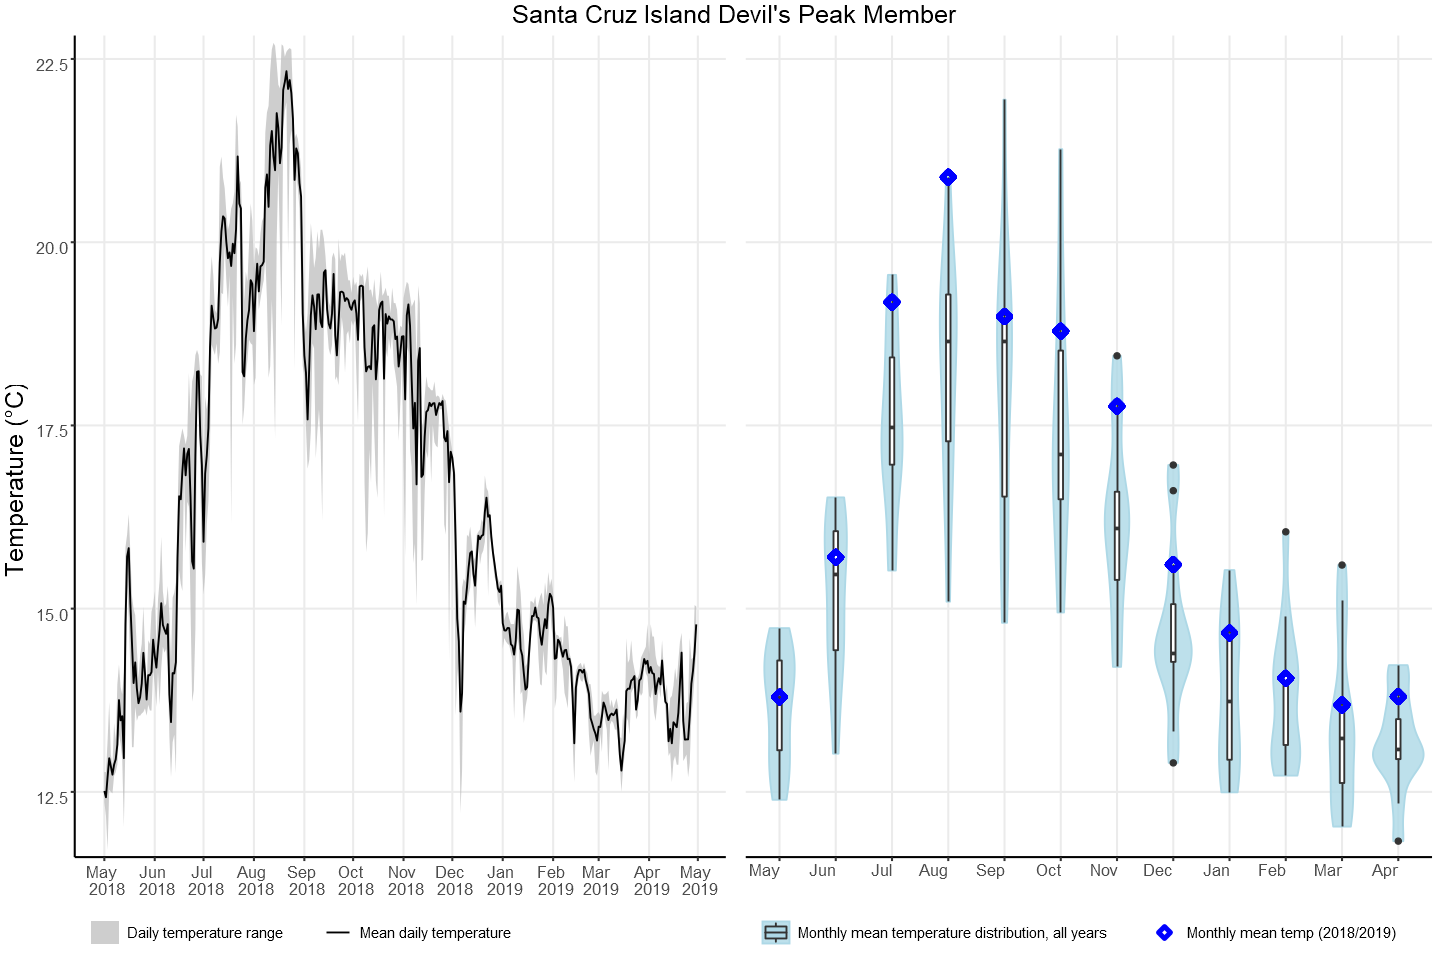 Santa Cruz Island Devil's Peak Member
Temperature (°C)
22.5
20.0
17.5
15.0
12.5
May Jun Jul Aug Sep Oct Nov Dec Jan Feb Mar Apr May
2018 2018 2018 2018 2018 2018 2018 2018 2019 2019 2019 2019 2019
May Jun Jul Aug Sep Oct Nov Dec Jan Feb Mar Apr
Daily temperature range
Mean daily temperature
Monthly mean temperature distribution, all years
Monthly mean temp (2018/2019)